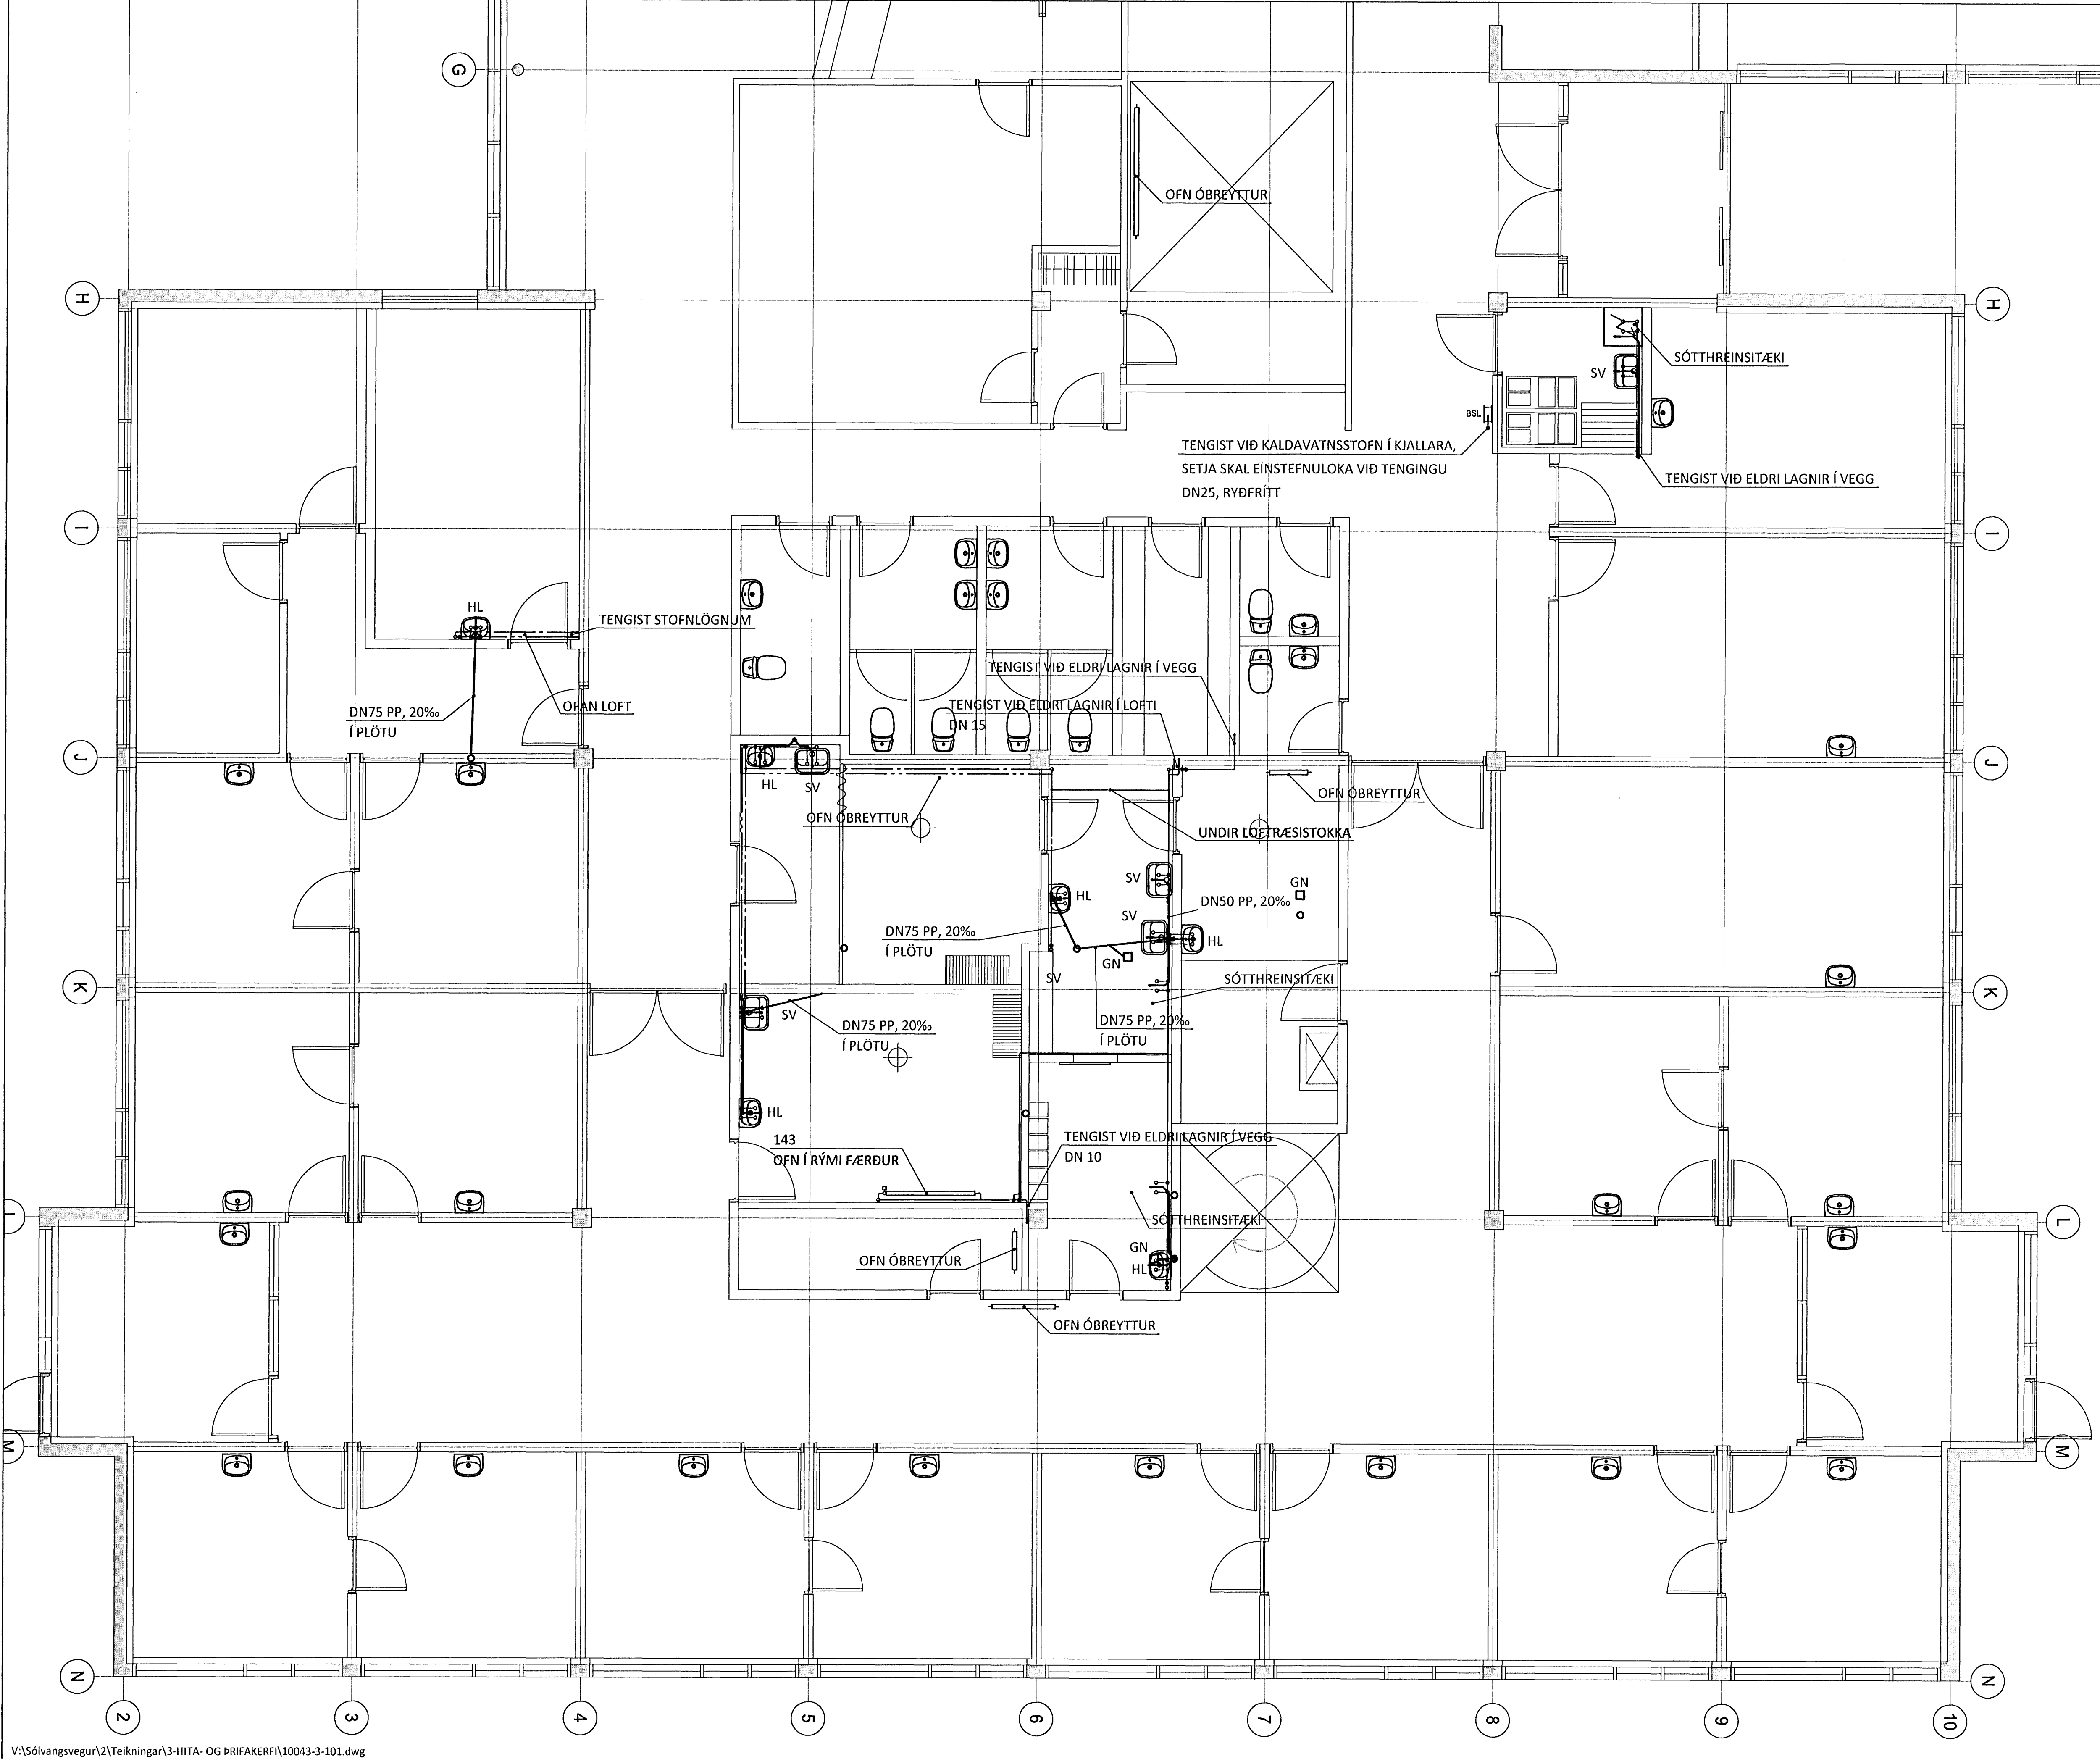 G
OFN ÓBREYTTUR
H
H
SÓTTHREINSITÆKI
SV
BSL
TENGIST VIÐ KALDAVATNSSTOFN Í KJALLARA,
SETJA SKAL EINSTEFNULOKA VIÐ TENGINGU
DN25, RYÐFRÍTT
TENGIST VIÐ ELDRI LAGNIR Í VEGG
I
I
HL
TENGIST STOFNLÖGNUM
TENGIST VIÐ ELDRI LAGNIR Í VEGG
OFAN LOFT
DN75 PP, 20‰
Í PLÖTU
TENGIST VIÐ ELDRI LAGNIR Í LOFTI
DN 15
J
J
HL
SV
OFN ÓBREYTTUR
OFN ÓBREYTTUR
UNDIR LOFTRÆSISTOKKA
SV
HL
GN
DN50 PP, 20‰
SV
DN75 PP, 20‰
Í PLÖTU
HL
GN
SV
SÓTTHREINSITÆKI
K
K
SV
DN75 PP, 20‰
Í PLÖTU
DN75 PP, 20‰
Í PLÖTU
HL
143
OFN Í RÝMI FÆRÐUR
TENGIST VIÐ ELDRI LAGNIR Í VEGG
DN 10
SÓTTHREINSITÆKI
L
GN
HL
OFN ÓBREYTTUR
OFN ÓBREYTTUR
M
M
N
N
2
3
4
5
6
7
8
9
10
V:\Sólvangsvegur\2\Teikningar\3-HITA- OG ÞRIFAKERFI\10043-3-101.dwg